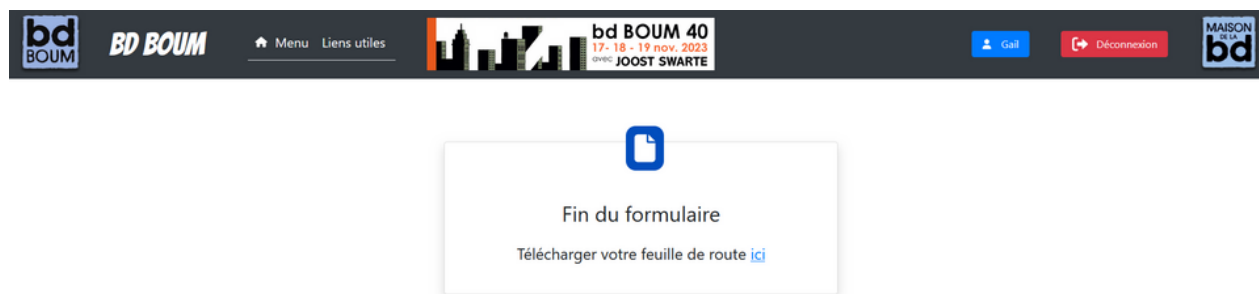 bd
BOUM
BD BOUM
Menu Liens utiles
bd BOUM 40
17- 18 - 19 nov. 2023
avec JOOST SWARTE
Gail
Déconnexion
MAISON
DE LA
bd
Fin du formulaire
Télécharger votre feuille de route ici